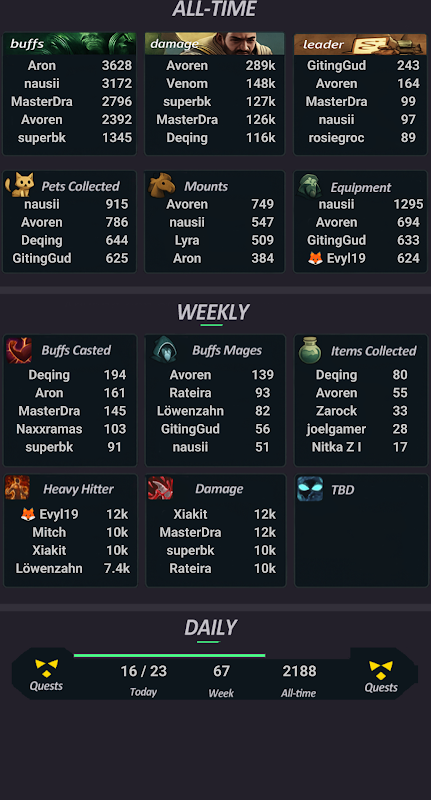 ALL-TIME
buffs
Aron 3628
nausii 3172
MasterDra 2796
Avoren 2392
superbk 1345
damage
Avoren 289k
Venom 148k
superbk 127k
MasterDra 126k
Deqing 116k
leader
GitingGud 243
Avoren 164
MasterDra 99
nausii 97
rosiegroc 89
Pets Collected
nausii 915
Avoren 786
Deqing 644
GitingGud 625
Mounts
Avoren 749
nausii 547
Lyra 509
Aron 384
Equipment
nausii 1295
Avoren 694
GitingGud 633
🦊 Evyl19 624
WEEKLY
Buffs Casted
Deqing 194
Aron 161
MasterDra 145
Naxxramas 103
superbk 91
Buffs Mages
Avoren 139
Rateira 93
Löwenzahn 82
GitingGud 56
nausii 51
Items Collected
Deqing 80
Avoren 55
Zarock 33
joelgamer 28
Nitka Z I 17
Heavy Hitter
🦊 Evyl19 12k
Mitch 10k
Xiakit 10k
Löwenzahn 7.4k
Damage
Xiakit 12k
MasterDra 12k
superbk 10k
Rateira 10k
TBD
DAILY
Quests
16 / 23
Today
67
Week
2188
All-time
Quests